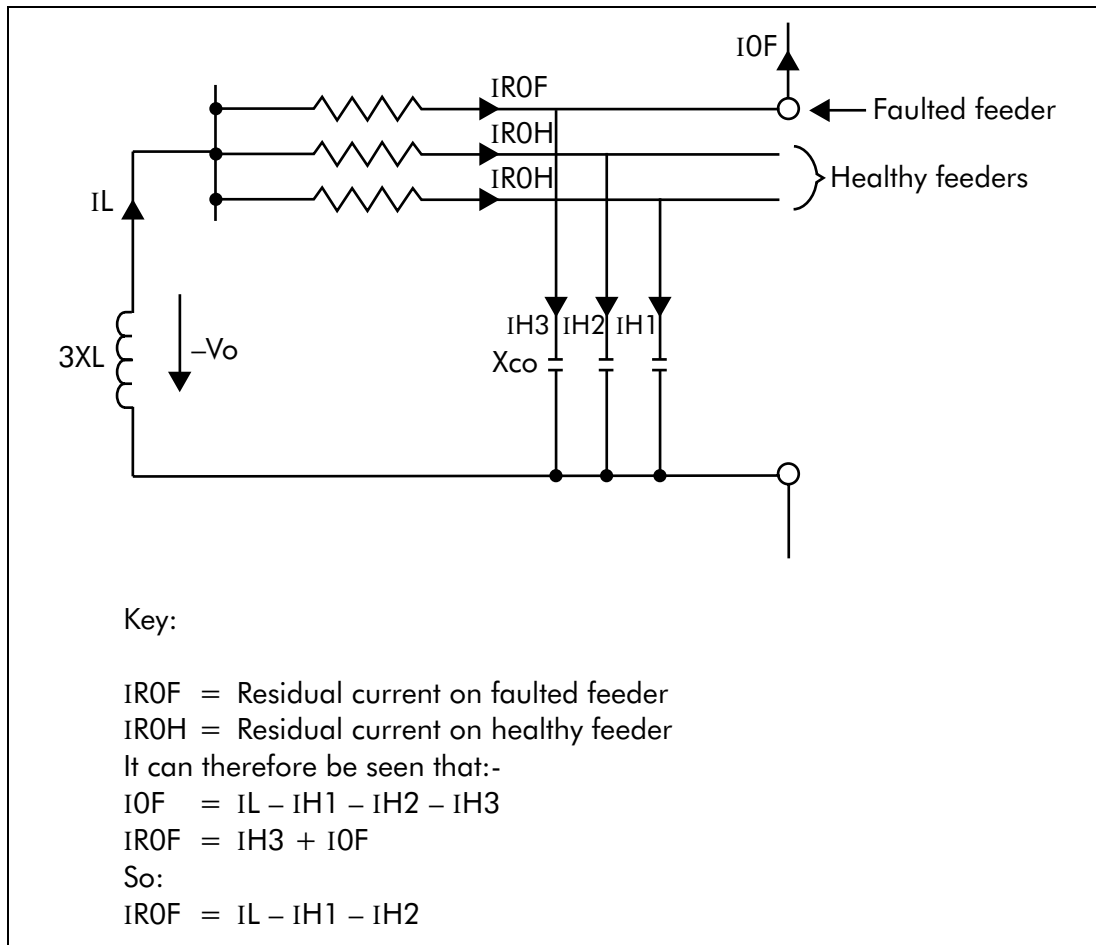 I0F
IR0F
Faulted feeder
IR0H
IR0H
Healthy feeders
IL
IH3 IH2 IH1
3XL
–Vo
Xco
Key:
IR0F = Residual current on faulted feeder
IR0H = Residual current on healthy feeder
It can therefore be seen that:-
I0F = IL – IH1 – IH2 – IH3
IR0F = IH3 + I0F
So:
IR0F = IL – IH1 – IH2